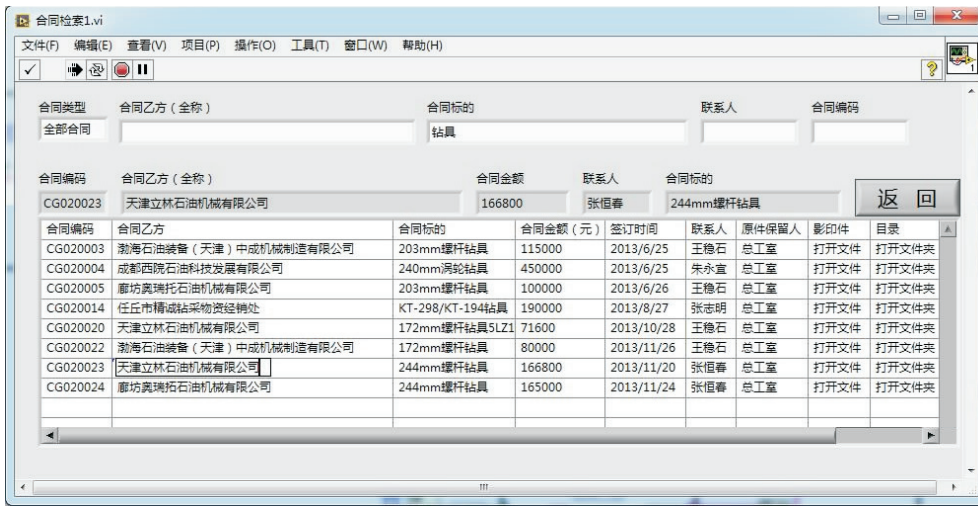 合同检索1.vi
文件(F) 编辑(E) 查看(V) 项目(P) 操作(O) 工具(T) 窗口(W) 帮助(H)
合同类型 合同乙方（全称） 合同标的 联系人 合同编码
全部合同 钻具
合同编码 合同乙方（全称） 合同金额 联系人 合同标的
CG020023 天津立林石油机械有限公司 166800 张恒春 244mm螺杆钻具 返 回
合同编码 合同乙方 合同标的 合同金额（元） 签订时间 联系人 原件保留人 影印件 目录
CG020003 渤海石油装备（天津）中成机械制造有限公司 203mm螺杆钻具 115000 2013/6/25 王稳石 总工室 打开文件 打开文件夹
CG020004 成都西院石油科技发展有限公司 240mm涡轮钻具 450000 2013/6/25 朱永宜 总工室 打开文件 打开文件夹
CG020005 廊坊奥瑞托石油机械有限公司 203mm螺杆钻具 100000 2013/6/26 王稳石 总工室 打开文件 打开文件夹
CG020014 任丘市精诚钻采物资经销处 KT-298/KT-194钻具 190000 2013/8/27 张志明 总工室 打开文件 打开文件夹
CG020020 天津立林石油机械有限公司 172mm螺杆钻具5LZ1 71600 2013/10/28 王稳石 总工室 打开文件 打开文件夹
CG020022 渤海石油装备（天津）中成机械制造有限公司 172mm螺杆钻具 80000 2013/11/26 王稳石 总工室 打开文件 打开文件夹
CG020023 天津立林石油机械有限公司 244mm螺杆钻具 166800 2013/11/20 张恒春 总工室 打开文件 打开文件夹
CG020024 廊坊奥瑞拓石油机械有限公司 244mm螺杆钻具 165000 2013/11/24 张恒春 总工室 打开文件 打开文件夹